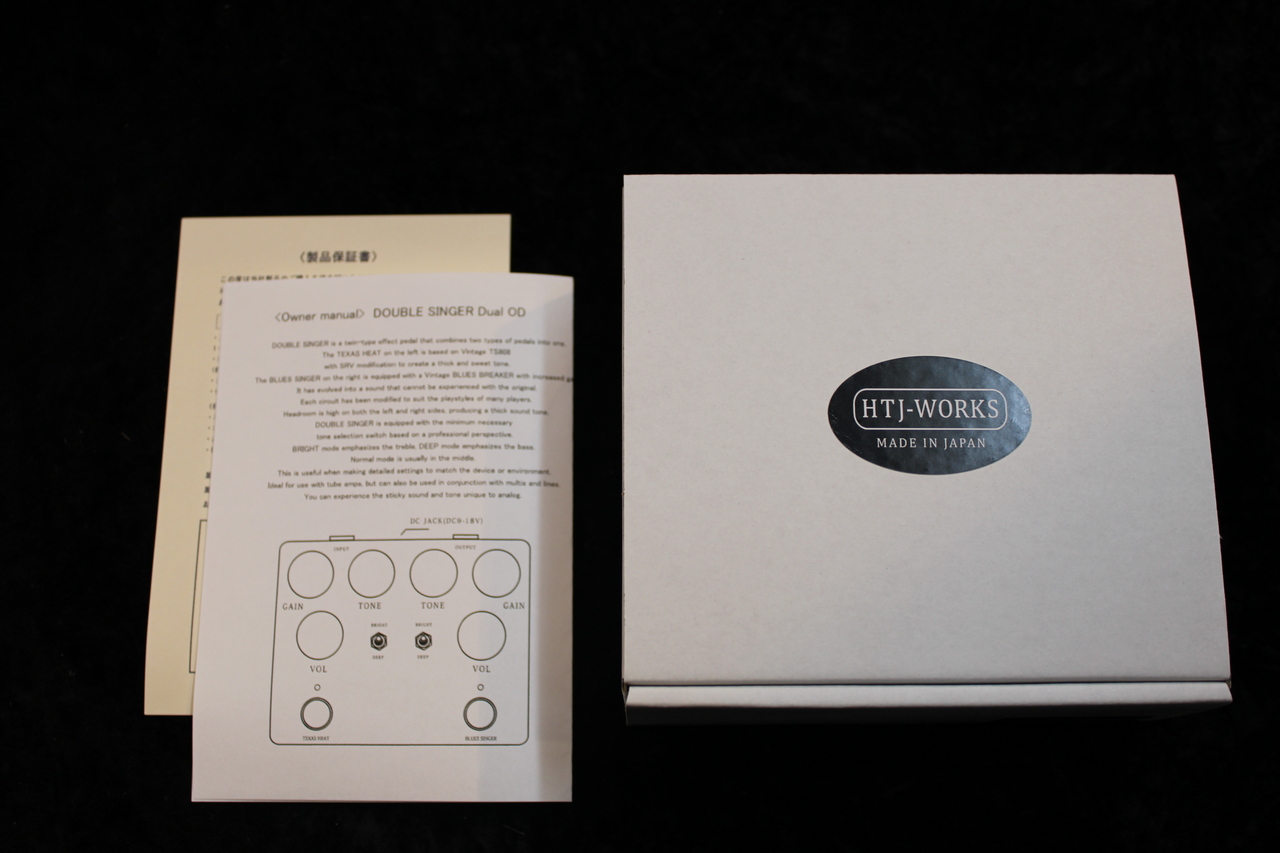 〈製品保証書〉
〈Owner manual〉 DOUBLE SINGER Dual OD
DOUBLE SINGER is a twin-type effect pedal that combines two types of pedals into one.
The TEXAS HEAT on the left is based on Vintage TS808
with SRV modification to create a thick and sweet tone.
The BLUES SINGER on the right is equipped with a Vintage BLUES BREAKER with increased
It has evolved into a sound that cannot be experienced with the original.
Each circuit has been modified to suit the playstyles of many players.
Headroom is high on both the left and right sides, producing a thick sound tone.
DOUBLE SINGER is equipped with the minimum necessary
tone selection switch based on a professional perspective.
BRIGHT mode emphasizes the treble, DEEP mode emphasizes the bass.
Normal mode is usually in the middle.
This is useful when making detailed settings to match the device or environment.
Ideal for use with tube amps, but can also be used in conjunction with multis and lines.
You can experience the sticky sound and tone unique to analog.
DC JACK(DC9-18V)
INPUT OUTPUT
GAIN TONE TONE GAIN
BRIGHT BRIGHT
DEEP DEEP
VOL VOL
TEXAS HEAT BLUES SINGER
HTJ-WORKS
MADE IN JAPAN